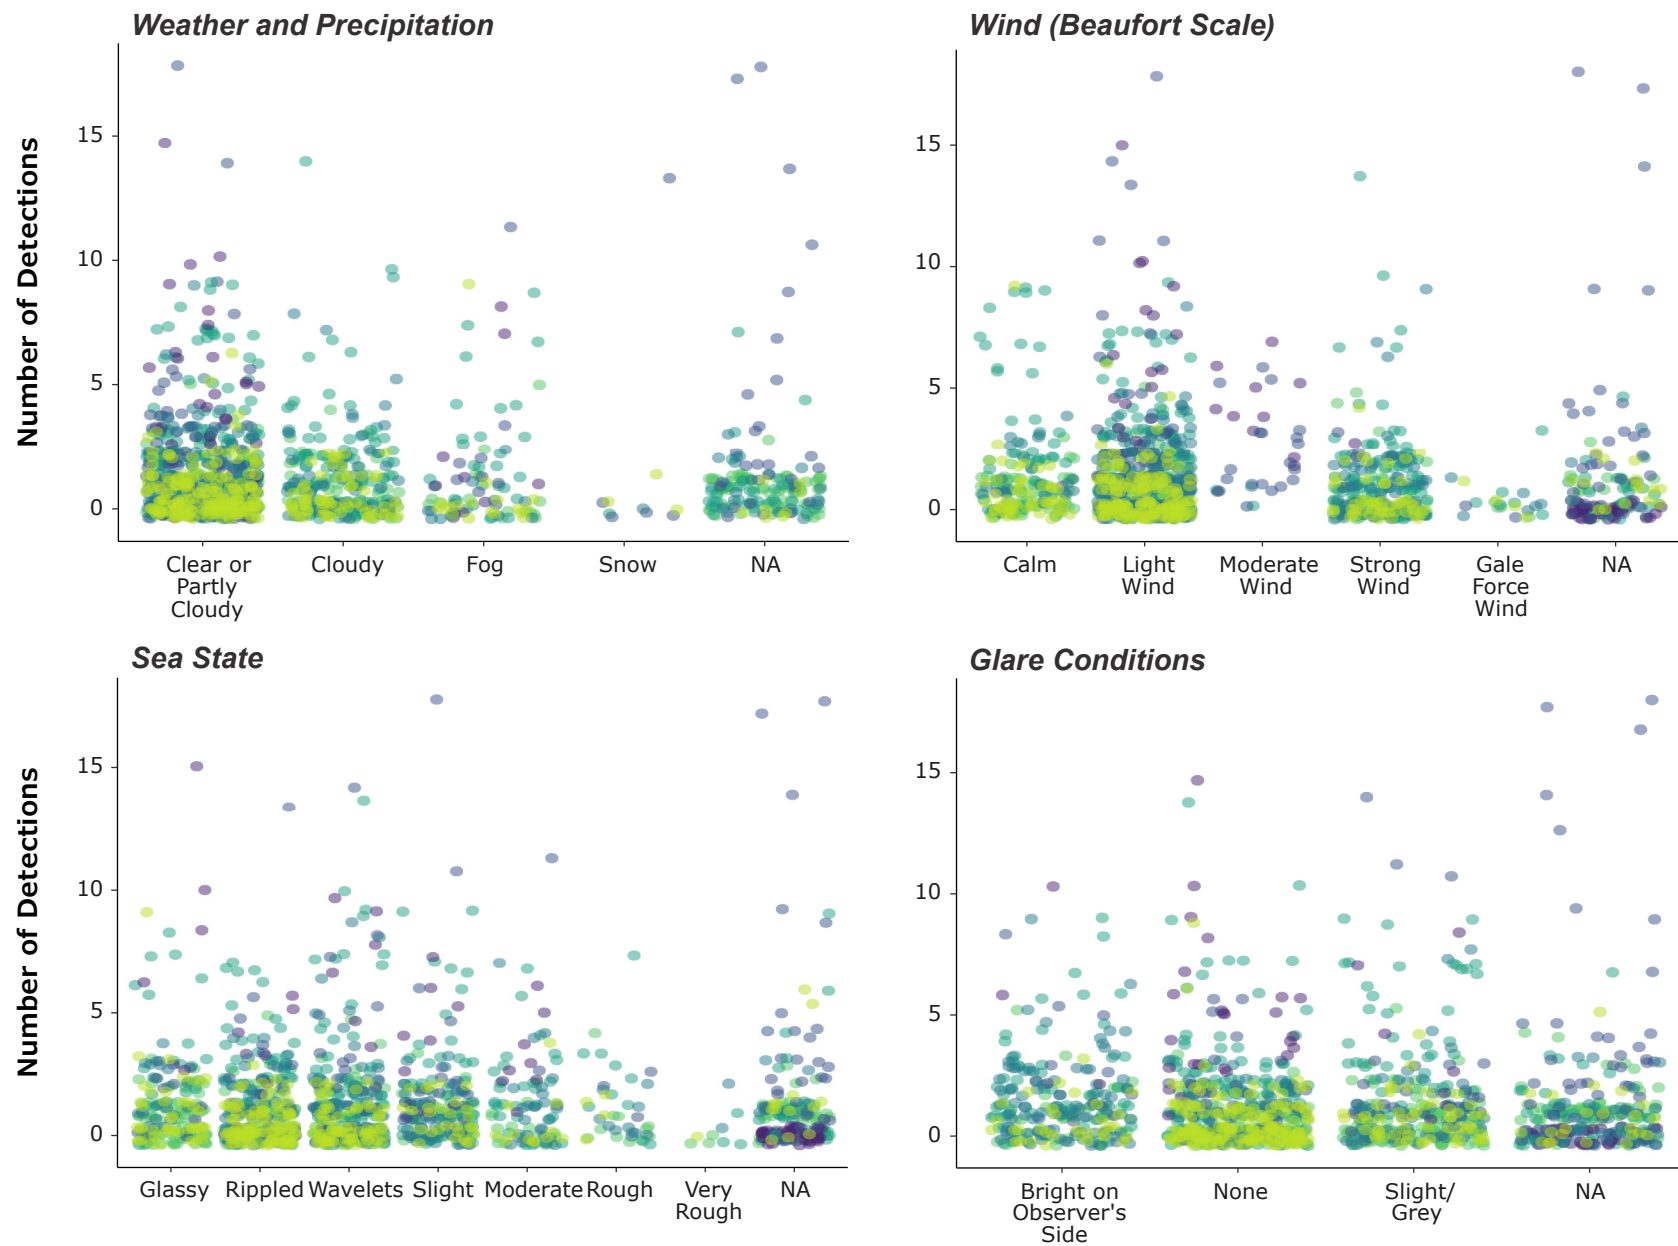 Weather and Precipitation
Number of Detections
15
10
5
0
Clear or
Partly
Cloudy
Cloudy
Fog
Snow
NA
Wind (Beaufort Scale)
15
10
5
0
Calm
Light
Wind
Moderate
Wind
Strong
Wind
Gale
Force
Wind
NA
Sea State
Number of Detections
15
10
5
0
Glassy
Rippled
Wavelets
Slight
Moderate
Rough
Very
Rough
NA
Glare Conditions
15
10
5
0
Bright on
Observer's
Side
None
Slight/
Grey
NA